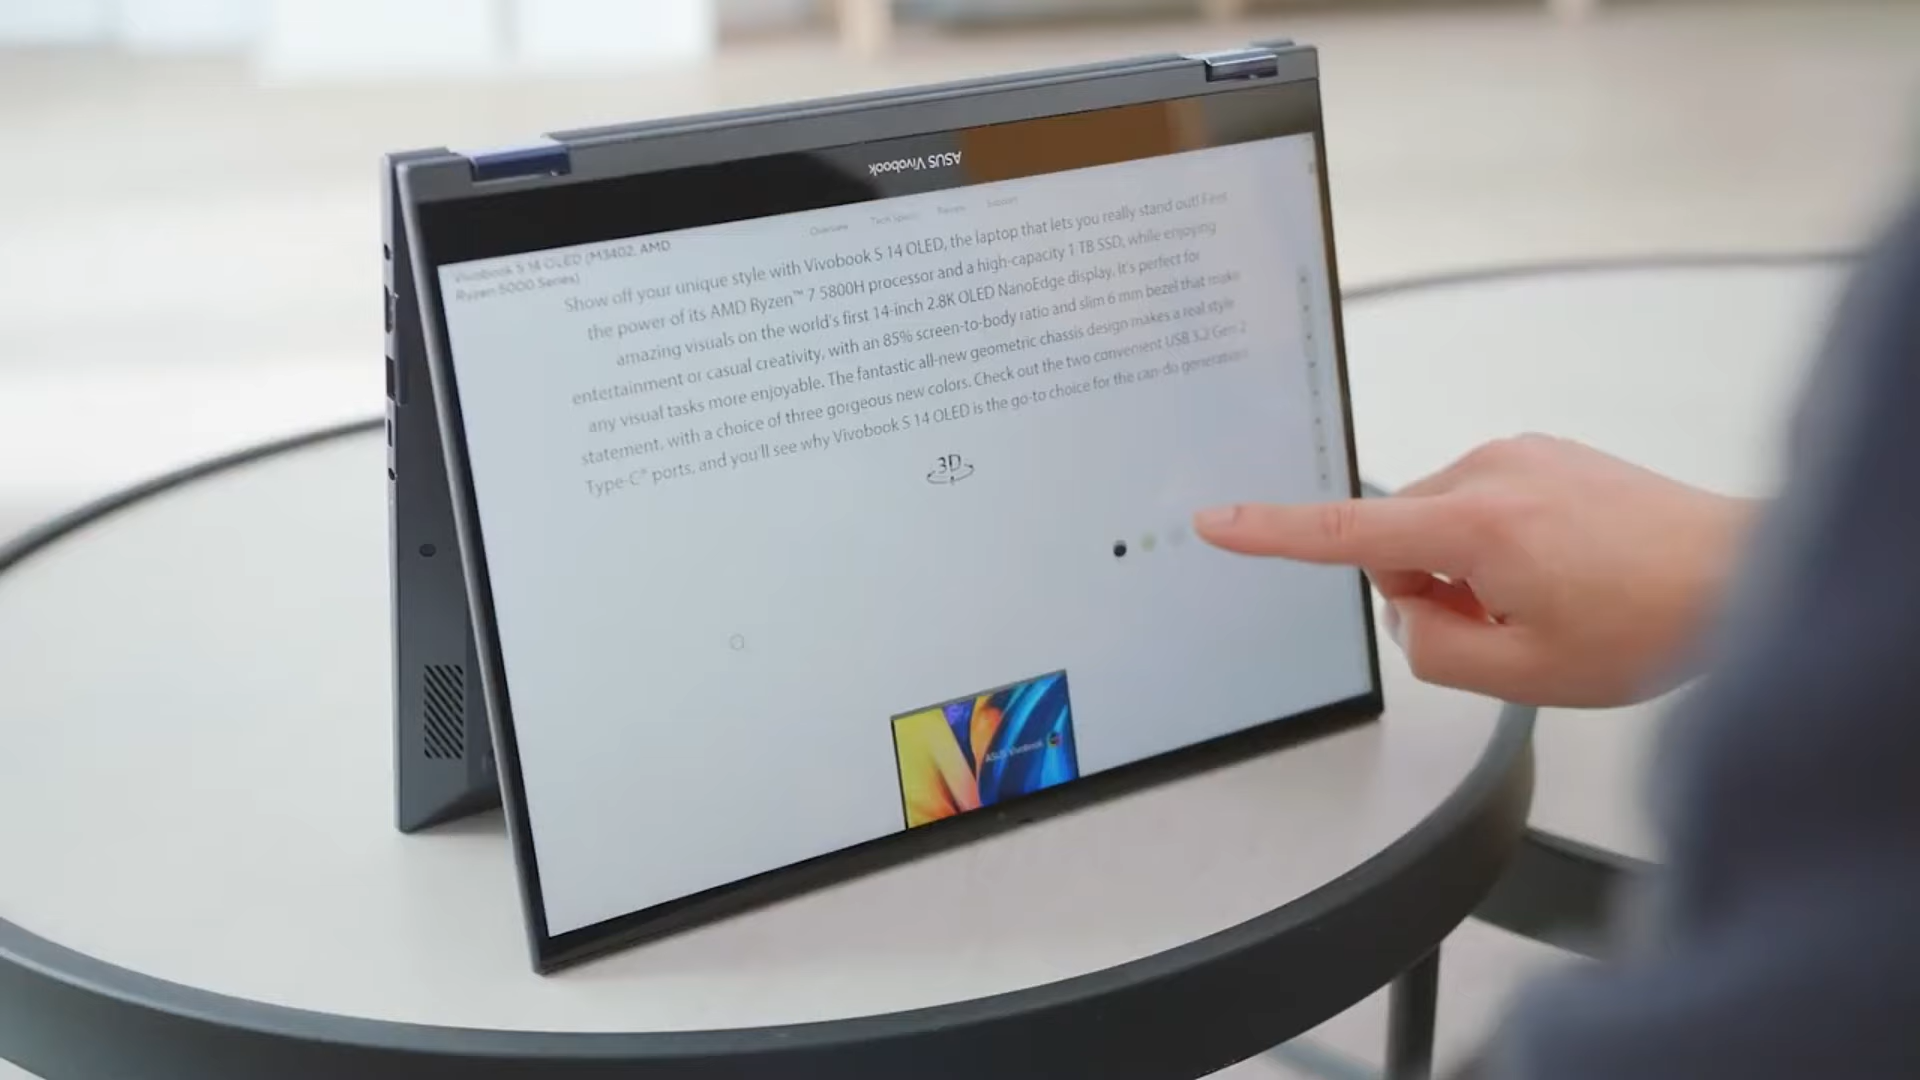 ASUS Vivobook
Overview Tech Specs Review Support
Vivobook S 14 OLED (M3402, AMD
Ryzen 5000 Series)
Show off your unique style with Vivobook S 14 OLED, the laptop that lets you really stand out! Feel
the power of its AMD Ryzen™ 7 5800H processor and a high-capacity 1 TB SSD, while enjoying
amazing visuals on the world's first 14-inch 2.8K OLED NanoEdge display. It's perfect for
entertainment or casual creativity, with an 85% screen-to-body ratio and slim 6 mm bezel that make
any visual tasks more enjoyable. The fantastic all-new geometric chassis design makes a real style
statement, with a choice of three gorgeous new colors. Check out the two convenient USB 3.2 Gen 2
Type-C® ports, and you'll see why Vivobook S 14 OLED is the go-to choice for the can-do generation!
3D
ASUS Vivobook